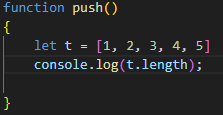 function push()
{
    let t = [1, 2, 3, 4, 5]
    console.log(t.length);
}